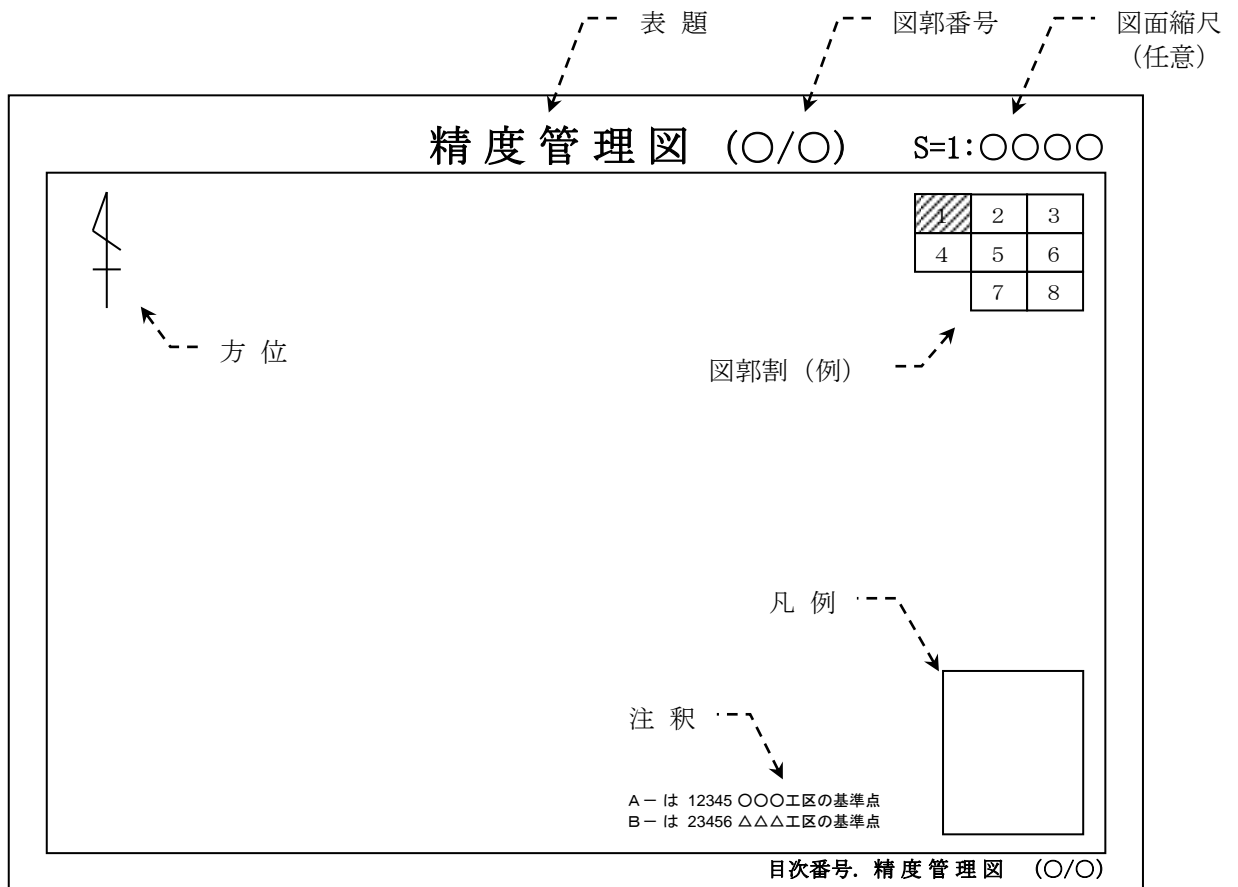 表 題
図郭番号
図面縮尺
（任意）
精 度 管 理 図 （○/○） S=1:○○○○
1 2 3
4 5 6
7 8
方 位
図郭割（例）
凡 例
注 釈
A－は 12345 ○○○工区の基準点
B－は 23456 △△△工区の基準点
目次番号．精 度 管 理 図 （○/○）